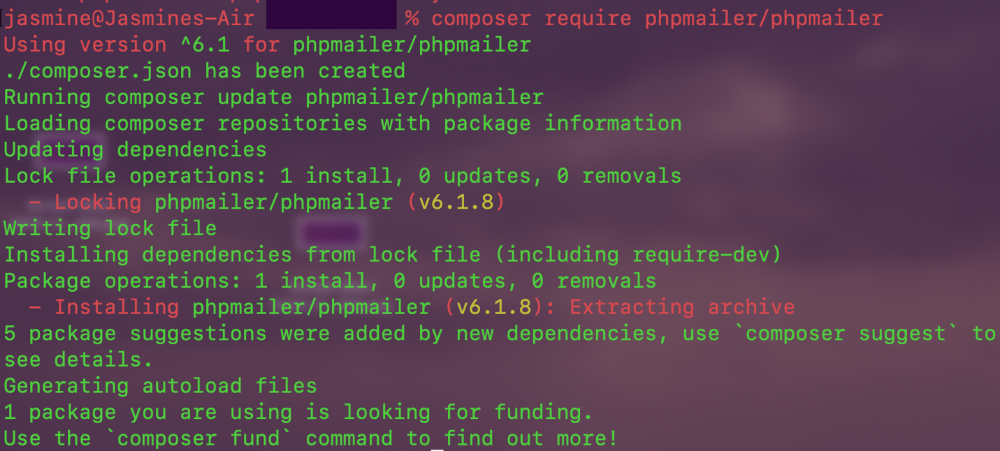 jasmine@Jasmines-Air % composer require phpmailer/phpmailer
Using version ^6.1 for phpmailer/phpmailer
./composer.json has been created
Running composer update phpmailer/phpmailer
Loading composer repositories with package information
Updating dependencies
Lock file operations: 1 install, 0 updates, 0 removals
  - Locking phpmailer/phpmailer (v6.1.8)
Writing lock file
Installing dependencies from lock file (including require-dev)
Package operations: 1 install, 0 updates, 0 removals
  - Installing phpmailer/phpmailer (v6.1.8): Extracting archive
5 package suggestions were added by new dependencies, use `composer suggest` to
see details.
Generating autoload files
1 package you are using is looking for funding.
Use the `composer fund` command to find out more!